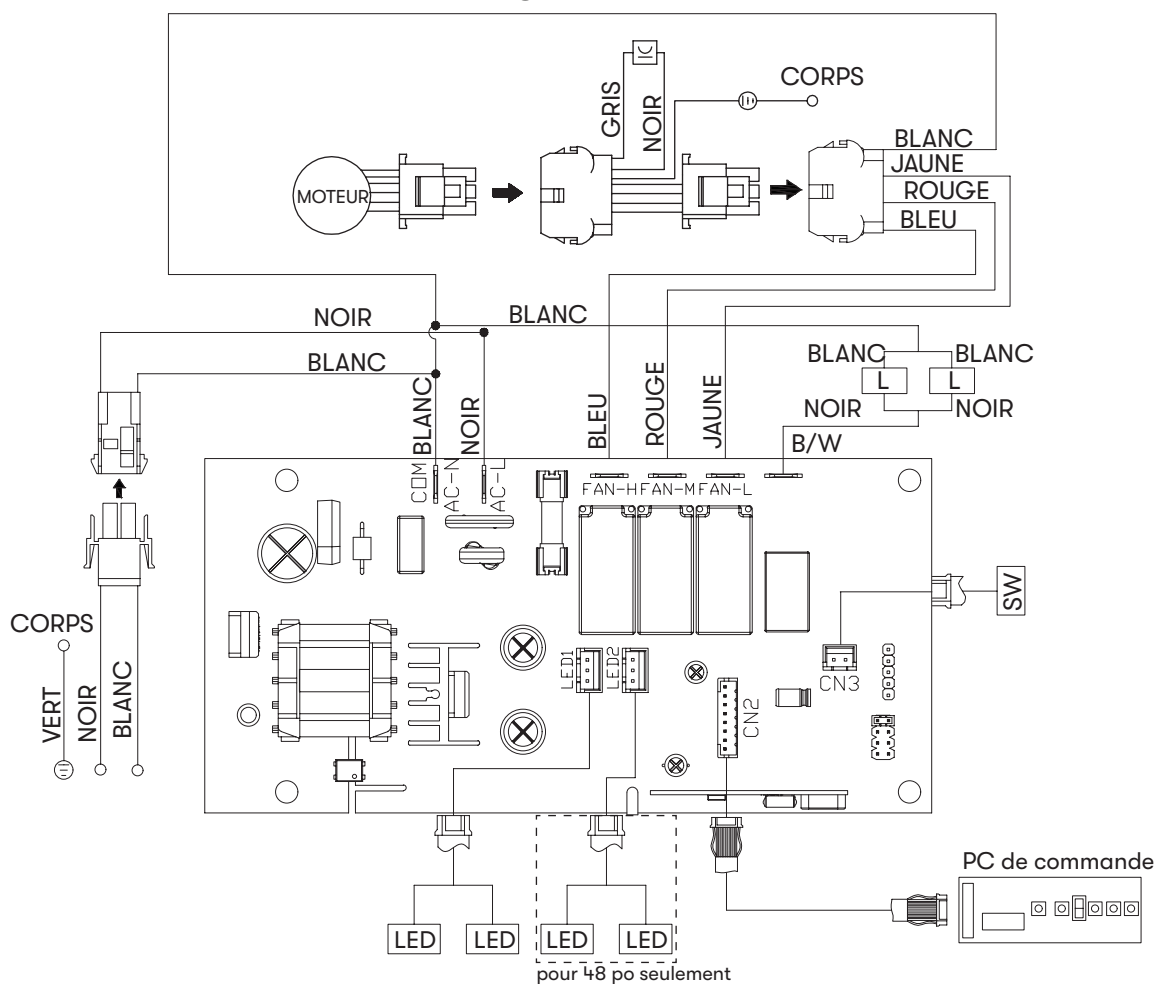 CORPS
GRIS
NOIR
BLANC
JAUNE
ROUGE
BLEU
MOTEUR
NOIR
BLANC
BLANC
BLANC
BLANC
L
L
NOIR
NOIR
B/W
BLANC
NOIR
BLEU
ROUGE
JAUNE
COM
AC-N
AC-L
FAN-H
FAN-M
FAN-L
SW
CORPS
VERT
NOIR
BLANC
LED1
LED2
CN2
CN3
PC de commande
LED
LED
LED
LED
pour 48 po seulement